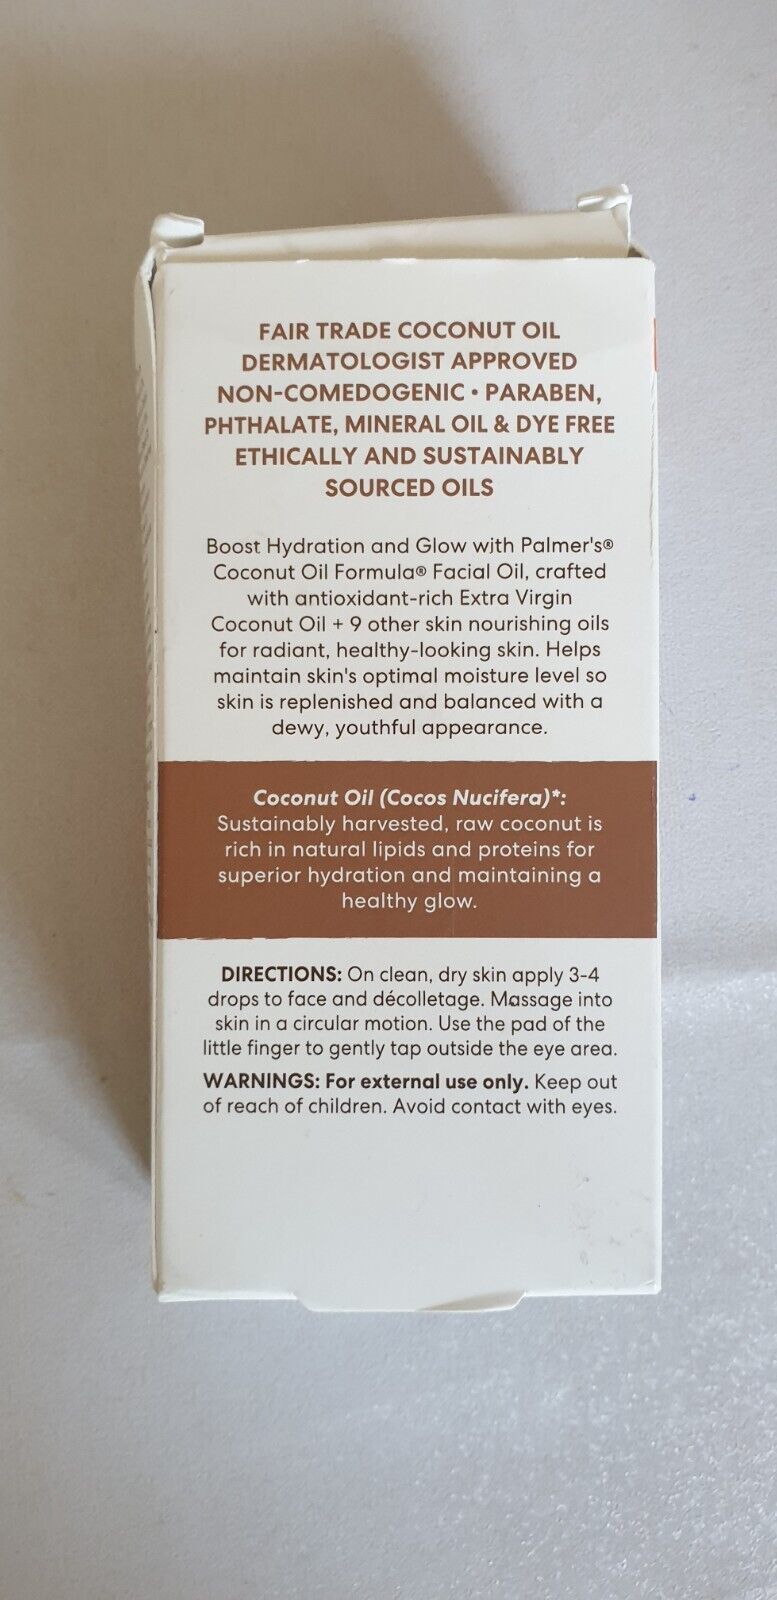 FAIR TRADE COCONUT OIL
DERMATOLOGIST APPROVED
NON-COMEDOGENIC • PARABEN,
PHTHALATE, MINERAL OIL & DYE FREE
ETHICALLY AND SUSTAINABLY
SOURCED OILS
Boost Hydration and Glow with Palmer's®
Coconut Oil Formula® Facial Oil, crafted
with antioxidant-rich Extra Virgin
Coconut Oil + 9 other skin nourishing oils
for radiant, healthy-looking skin. Helps
maintain skin's optimal moisture level so
skin is replenished and balanced with a
dewy, youthful appearance.
Coconut Oil (Cocos Nucifera)*:
Sustainably harvested, raw coconut is
rich in natural lipids and proteins for
superior hydration and maintaining a
healthy glow.
DIRECTIONS: On clean, dry skin apply 3-4
drops to face and décolletage. Massage into
skin in a circular motion. Use the pad of the
little finger to gently tap outside the eye area.
WARNINGS: For external use only. Keep out
of reach of children. Avoid contact with eyes.